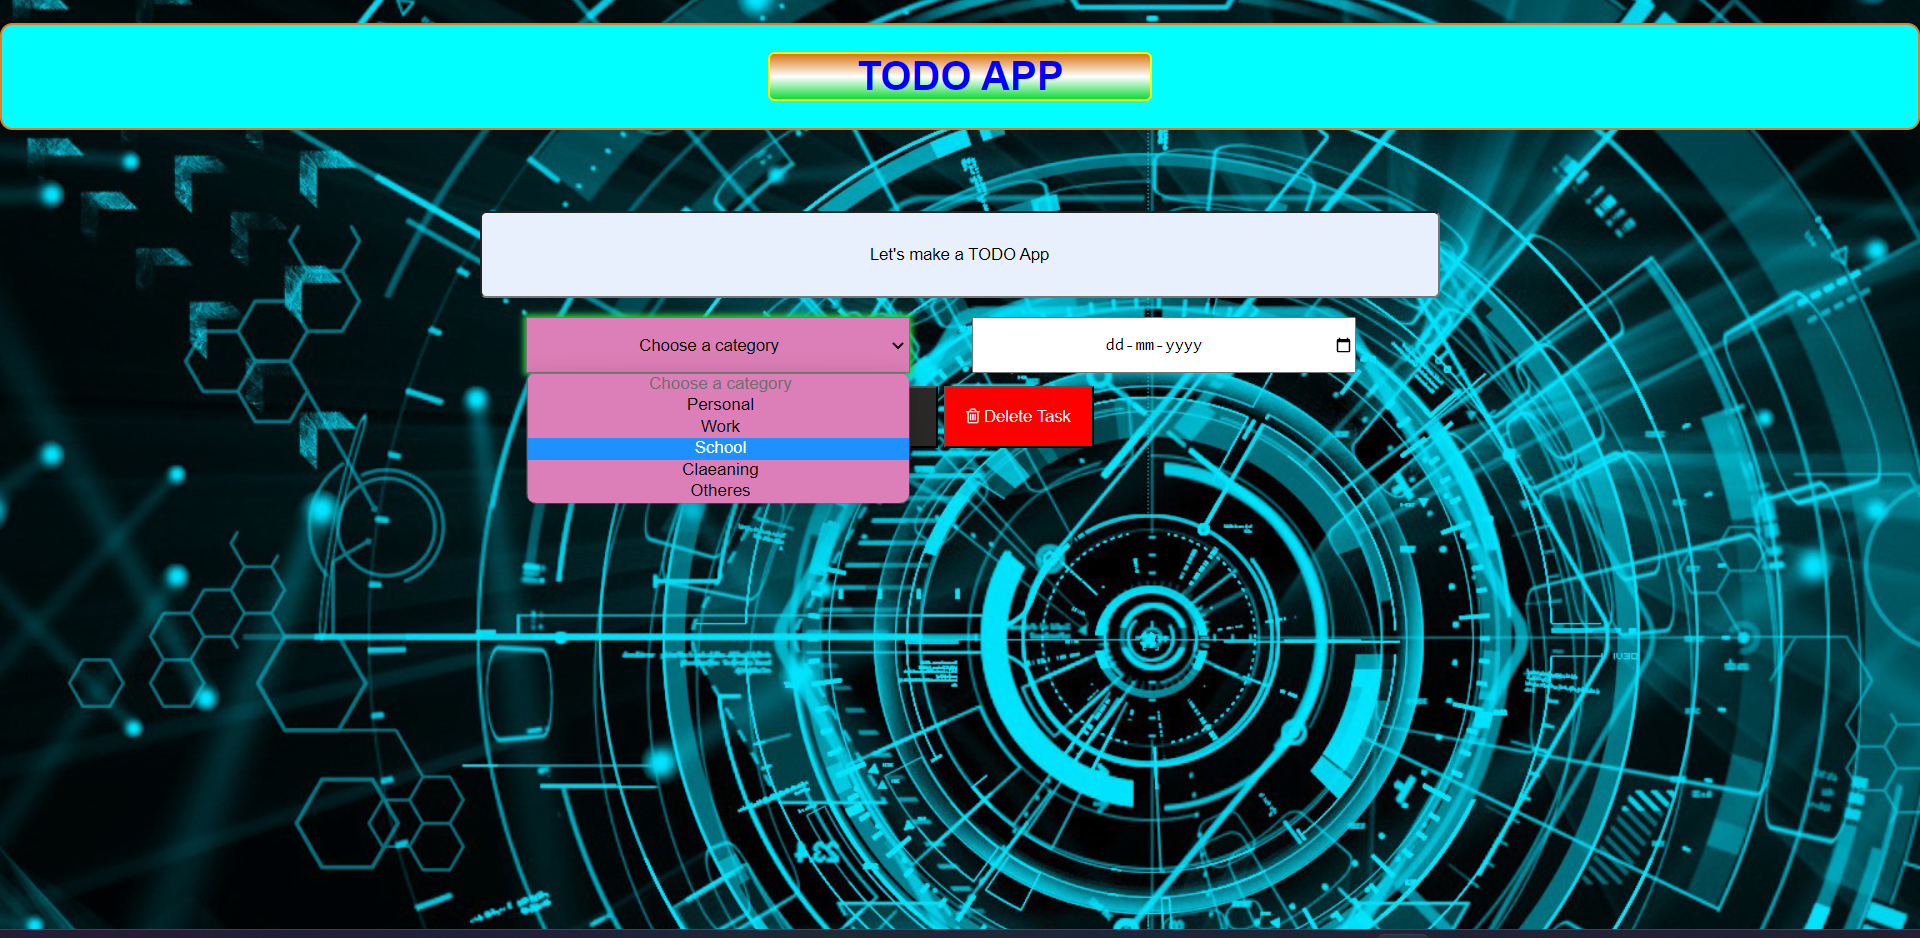 TODO APP
Let's make a TODO App
Choose a category
dd-mm-yyyy
Choose a category
Personal
Work
School
Claeaning
Otheres
Delete Task